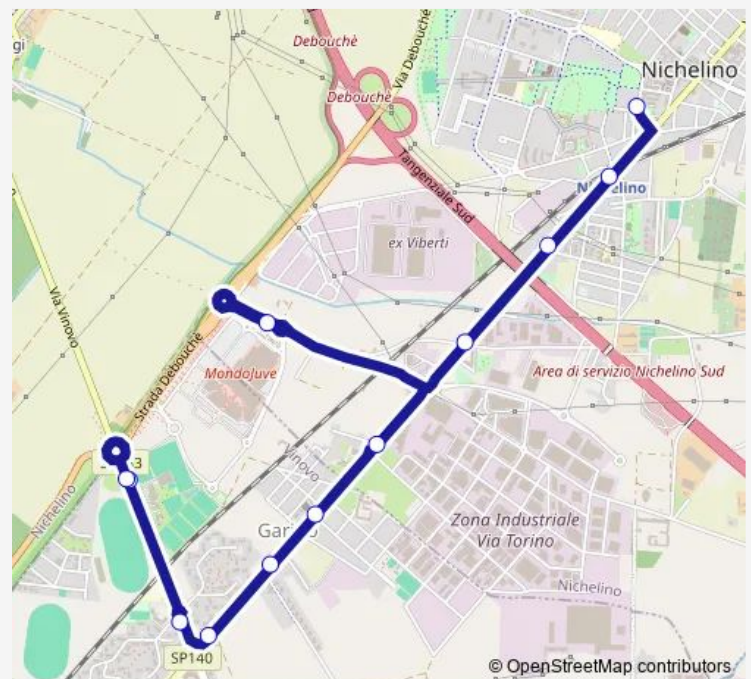 Debouchè
Via Debouchè
Debouchè
Nichelino
Tangenziale Sud
ex Viberti
Via Vinovo
Strada Debouchè
MondoJuve
Area di servizio Nichelino Sud
Vinovo
Nichelino
Zona Industriale
Via Torino
Nichelino
SP140
© OpenStreetMap contributors